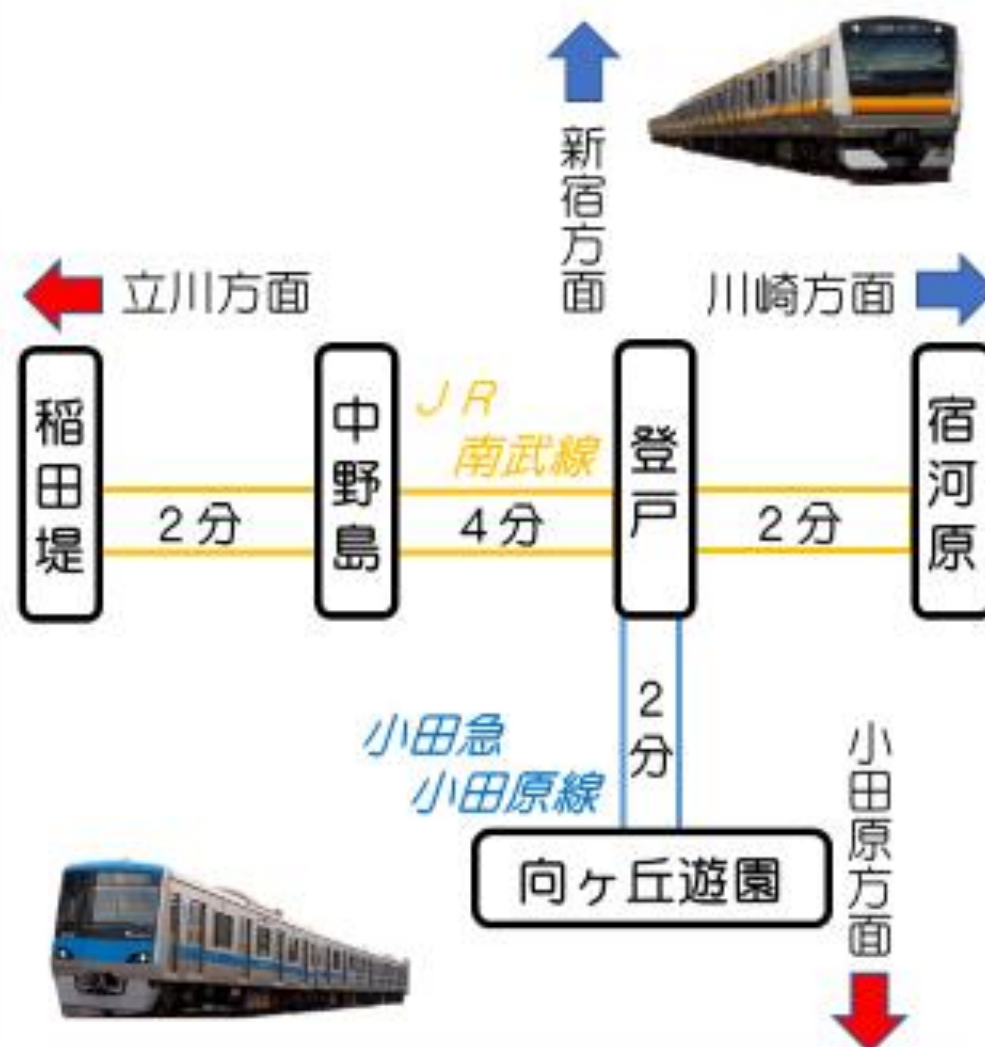 新宿方面
立川方面
川崎方面
稲田堤
2分
中野島
JR
南武線
4分
登戸
2分
宿河原
小田急
小田原線
2分
小田原方面
向ヶ丘遊園